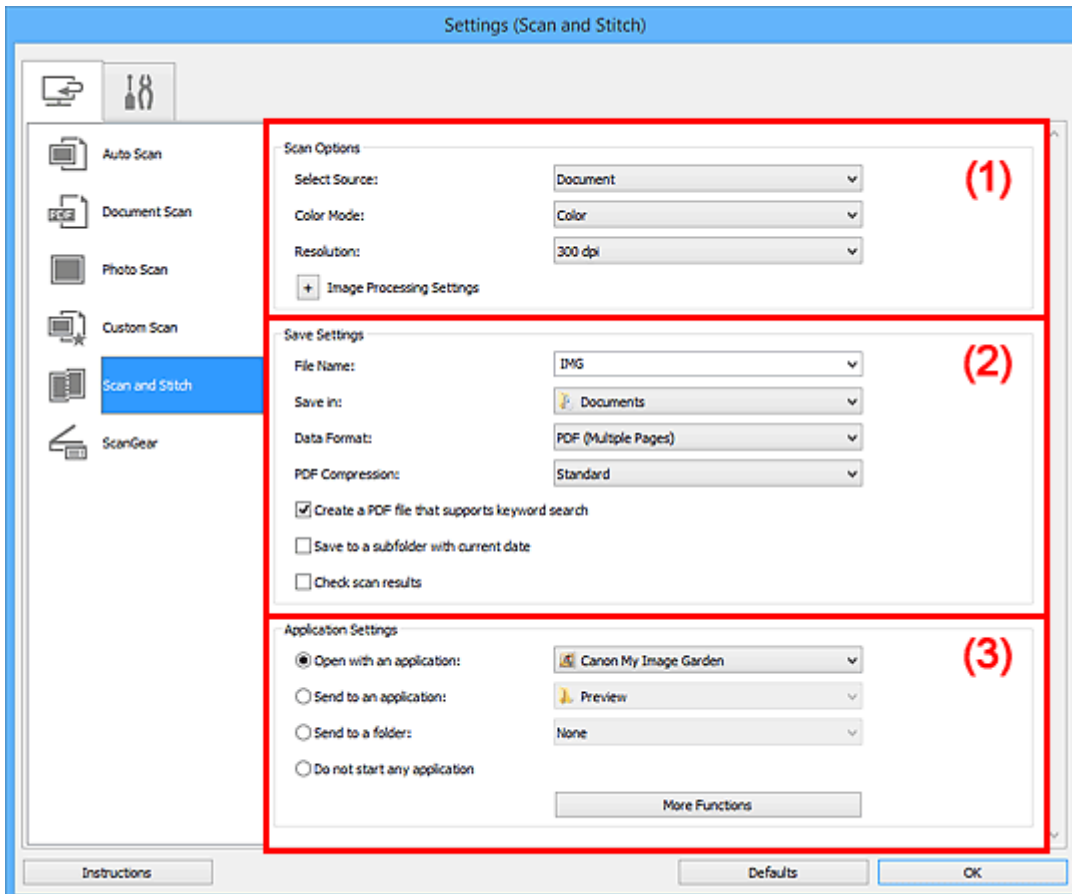 Settings (Scan and Stitch)
Auto Scan
Document Scan
Photo Scan
Custom Scan
Scan and Stitch
ScanGear
Scan Options
(1)
Select Source: Document
Color Mode: Color
Resolution: 300 dpi
+ Image Processing Settings
Save Settings
(2)
File Name: IMG
Save in: Documents
Data Format: PDF (Multiple Pages)
PDF Compression: Standard
Create a PDF file that supports keyword search
Save to a subfolder with current date
Check scan results
Application Settings
(3)
Open with an application: Canon My Image Garden
Send to an application: Preview
Send to a folder: None
Do not start any application
More Functions
Instructions Defaults OK